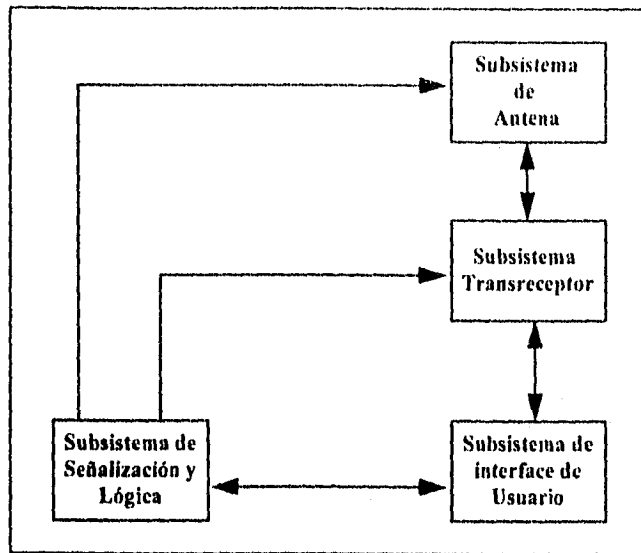 Subsistema
de
Antena
Subsistema
Transreceptor
Subsistema de
Señalización y
Lógica
Subsistema de
interface de
Usuario